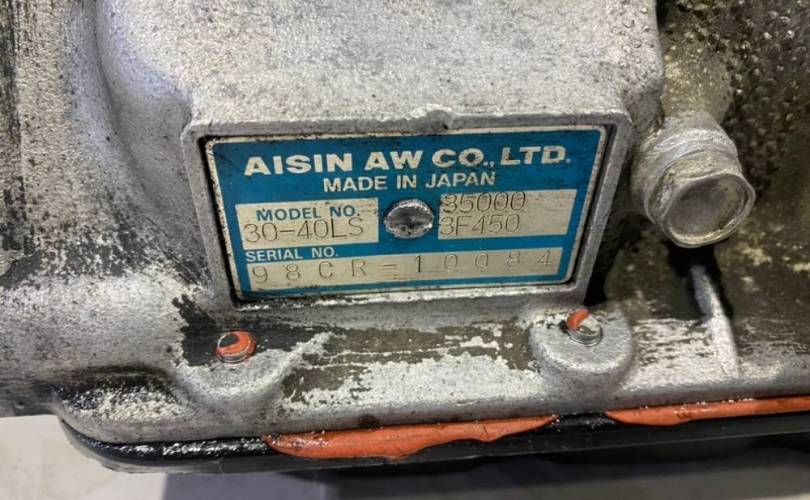 AISIN AW CO., LTD.
MADE IN JAPAN
MODEL NO. 35000
30-40LS 3F450
SERIAL NO.
98CR-10084